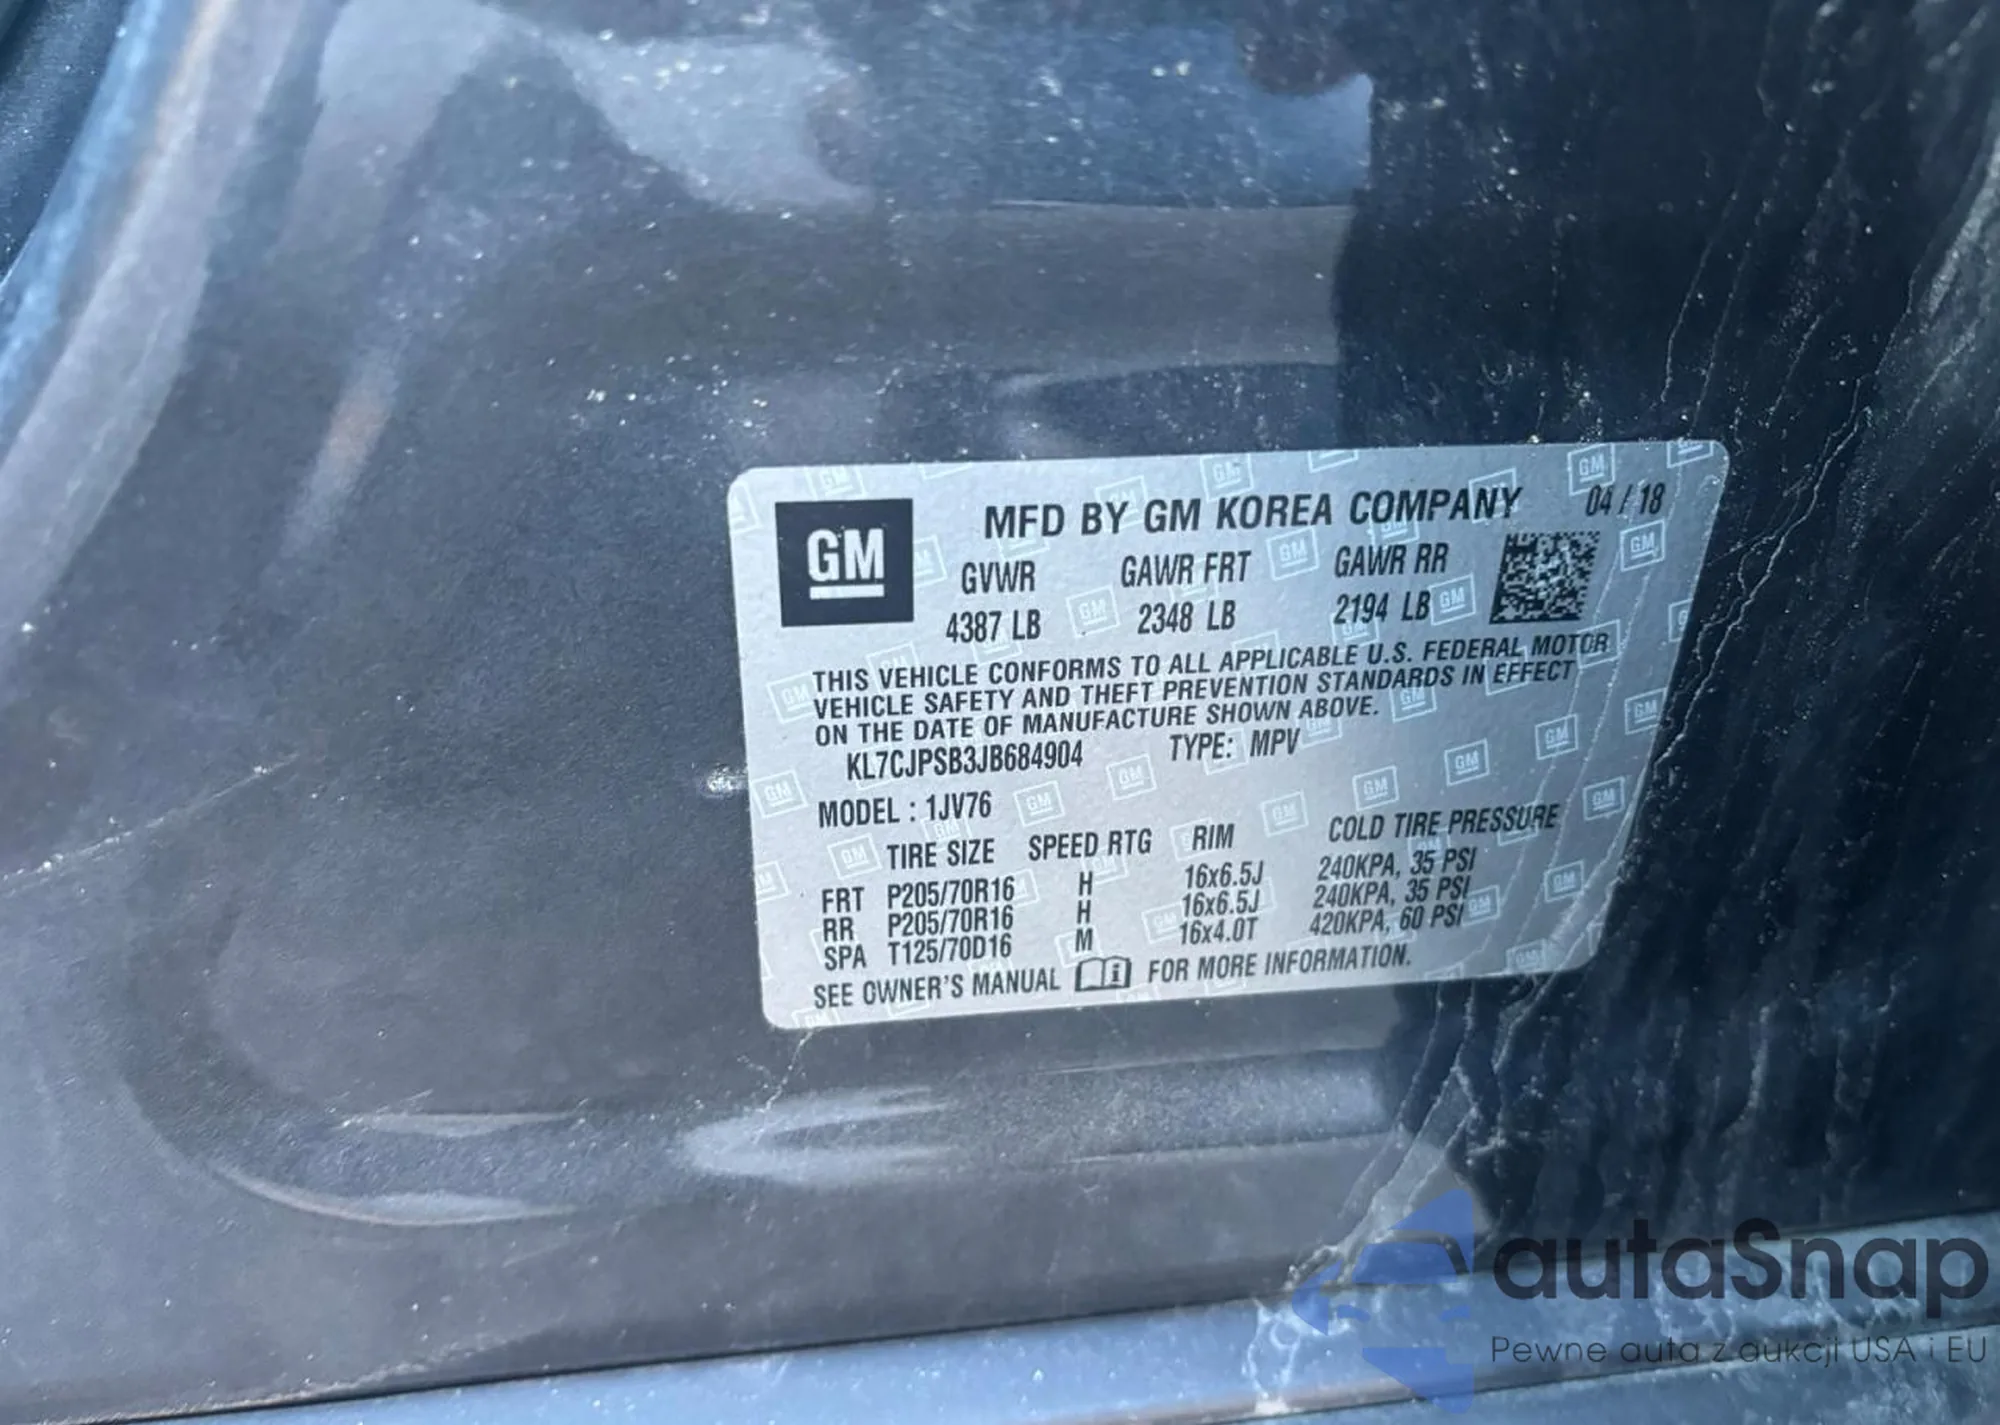 GM
MFD BY GM KOREA COMPANY 04 / 18
GVWR GAWR FRT GAWR RR
4387 LB 2348 LB 2194 LB
THIS VEHICLE CONFORMS TO ALL APPLICABLE U.S. FEDERAL MOTOR
VEHICLE SAFETY AND THEFT PREVENTION STANDARDS IN EFFECT
ON THE DATE OF MANUFACTURE SHOWN ABOVE.
KL7CJPSB3JB684904 TYPE: MPV
MODEL : 1JV76
TIRE SIZE SPEED RTG RIM COLD TIRE PRESSURE
FRT P205/70R16 H 16x6.5J 240KPA, 35 PSI
RR P205/70R16 H 16x6.5J 240KPA, 35 PSI
SPA T125/70D16 M 16x4.0T 420KPA, 60 PSI
SEE OWNER'S MANUAL FOR MORE INFORMATION.
autaSnap
Pewne auta z aukcji USA i EU